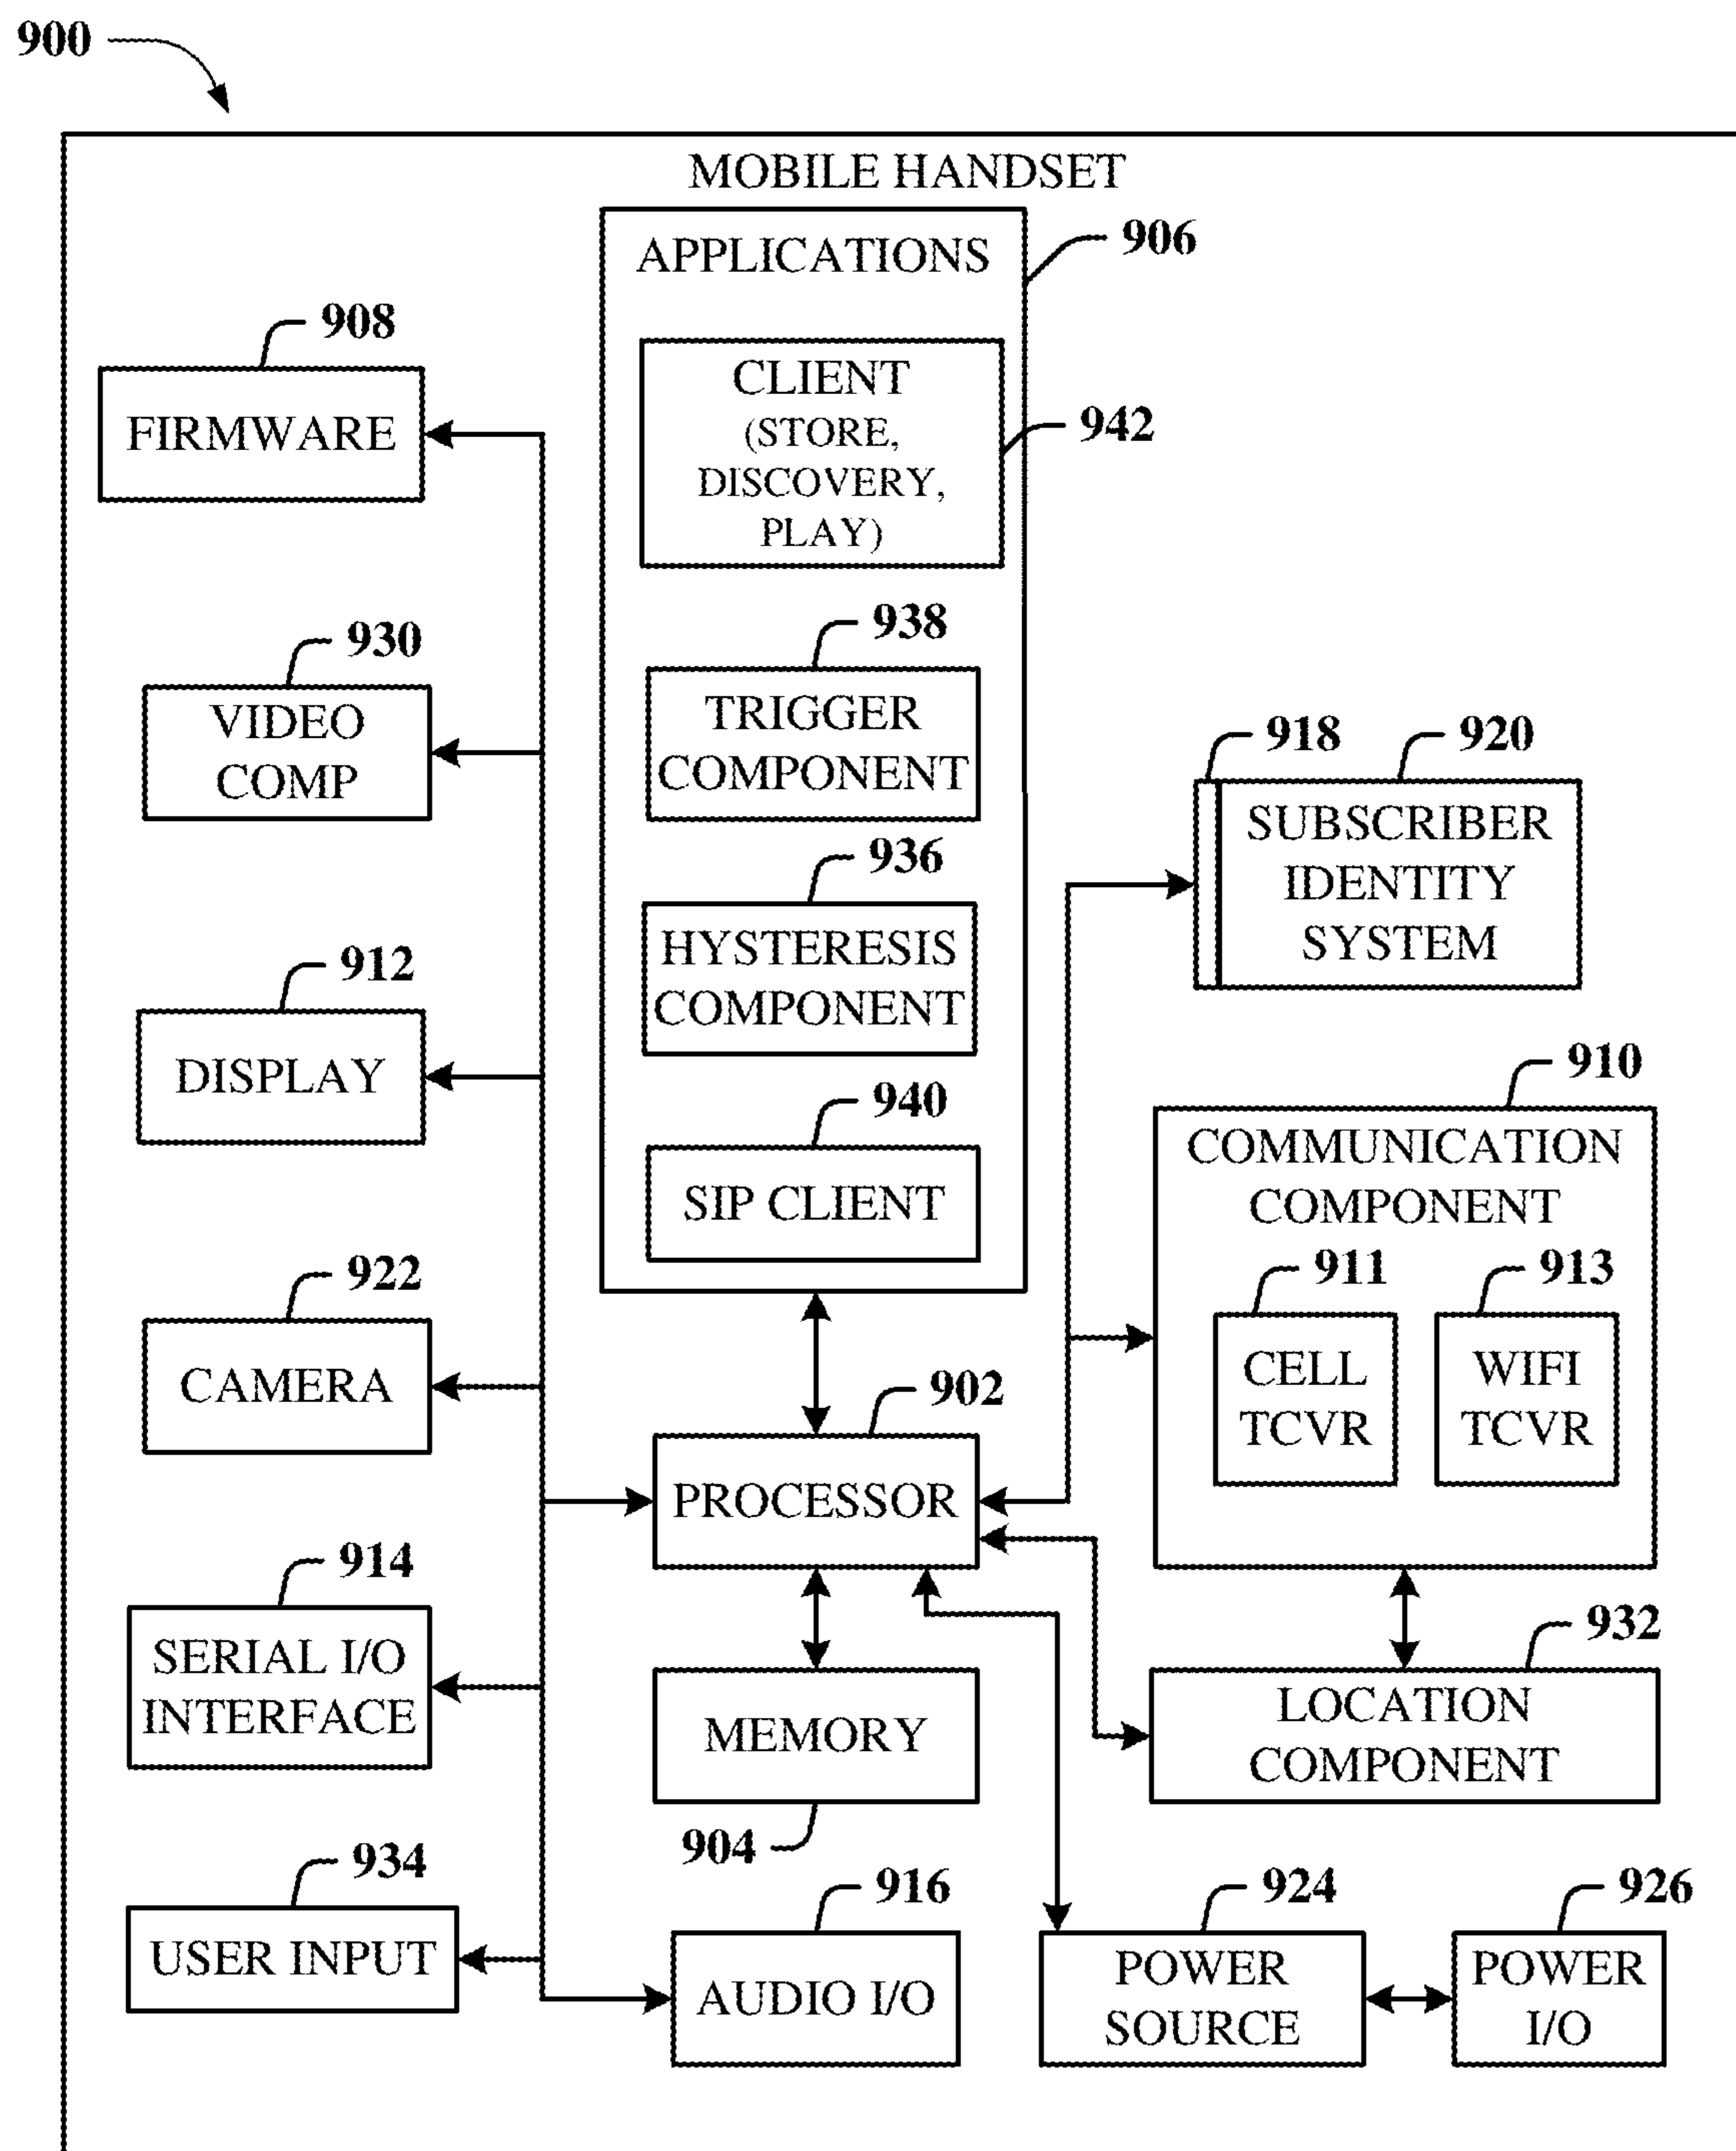 900
MOBILE HANDSET
APPLICATIONS
906
CLIENT
(STORE,
DISCOVERY,
PLAY)
942
938
TRIGGER
COMPONENT
936
HYSTERESIS
COMPONENT
940
SIP CLIENT
908
FIRMWARE
930
VIDEO
COMP
912
DISPLAY
922
CAMERA
914
SERIAL I/O
INTERFACE
934
USER INPUT
902
PROCESSOR
MEMORY
904
916
AUDIO I/O
918
920
SUBSCRIBER
IDENTITY
SYSTEM
910
COMMUNICATION
COMPONENT
911
CELL
TCVR
913
WIFI
TCVR
932
LOCATION
COMPONENT
924
POWER
SOURCE
926
POWER
I/O